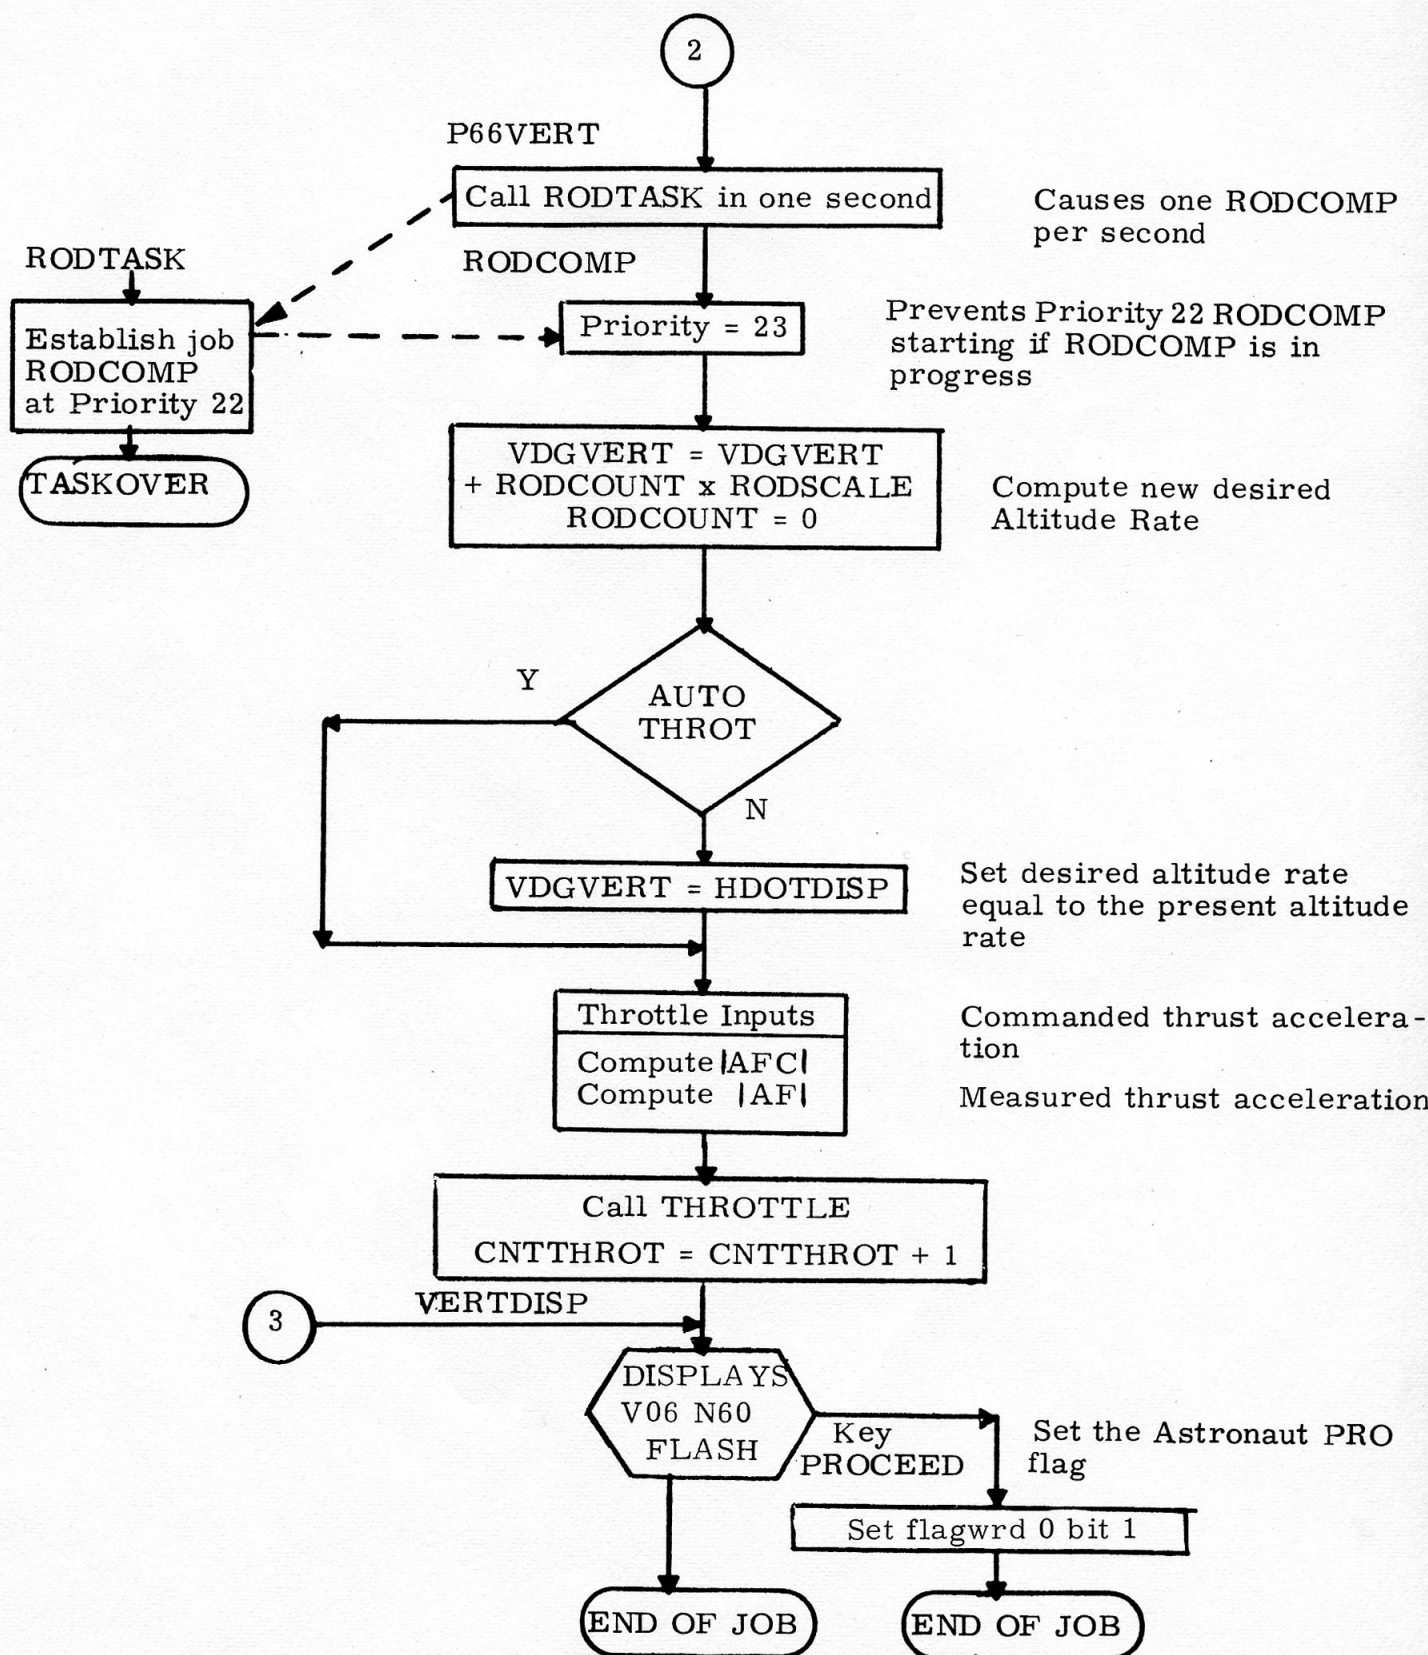 2
P66VERT
Call RODTASK in one second
Causes one RODCOMP
per second
RODTASK
RODCOMP
Establish job
RODCOMP
at Priority 22
Priority = 23
Prevents Priority 22 RODCOMP
starting if RODCOMP is in
progress
TASKOVER
VDGVERT = VDGVERT
+ RODCOUNT x RODSCALE
RODCOUNT = 0
Compute new desired
Altitude Rate
Y
AUTO
THROT
N
VDGVERT = HDOTDISP
Set desired altitude rate
equal to the present altitude
rate
Throttle Inputs
Compute |AFC|
Compute |AF|
Commanded thrust accelera-
tion
Measured thrust acceleration
Call THROTTLE
CNTTHROT = CNTTHROT + 1
3
VERTDISP
DISPLAYS
V06 N60
FLASH
Key
PROCEED
Set the Astronaut PRO
flag
Set flagwrd 0 bit 1
END OF JOB
END OF JOB